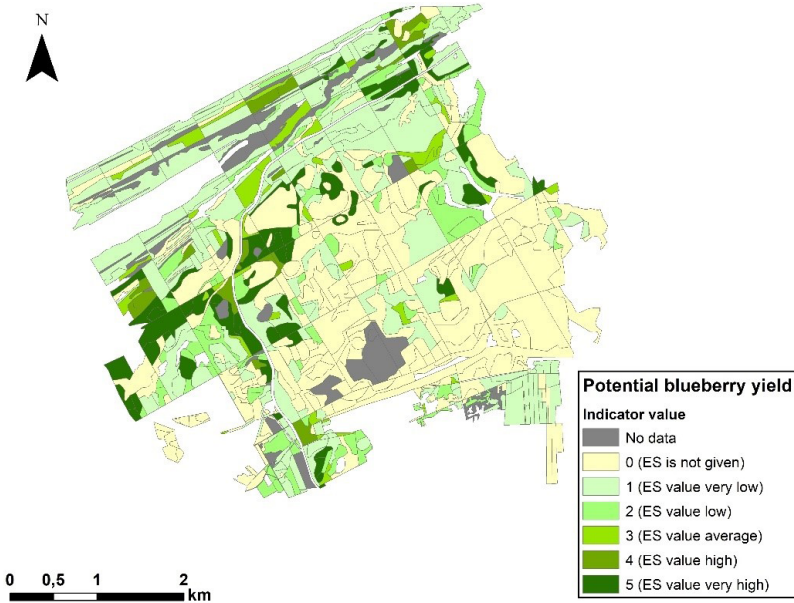 N
Potential blueberry yield
Indicator value
No data
0 (ES is not given)
1 (ES value very low)
2 (ES value low)
3 (ES value average)
4 (ES value high)
5 (ES value very high)
0 0,5 1 2
km